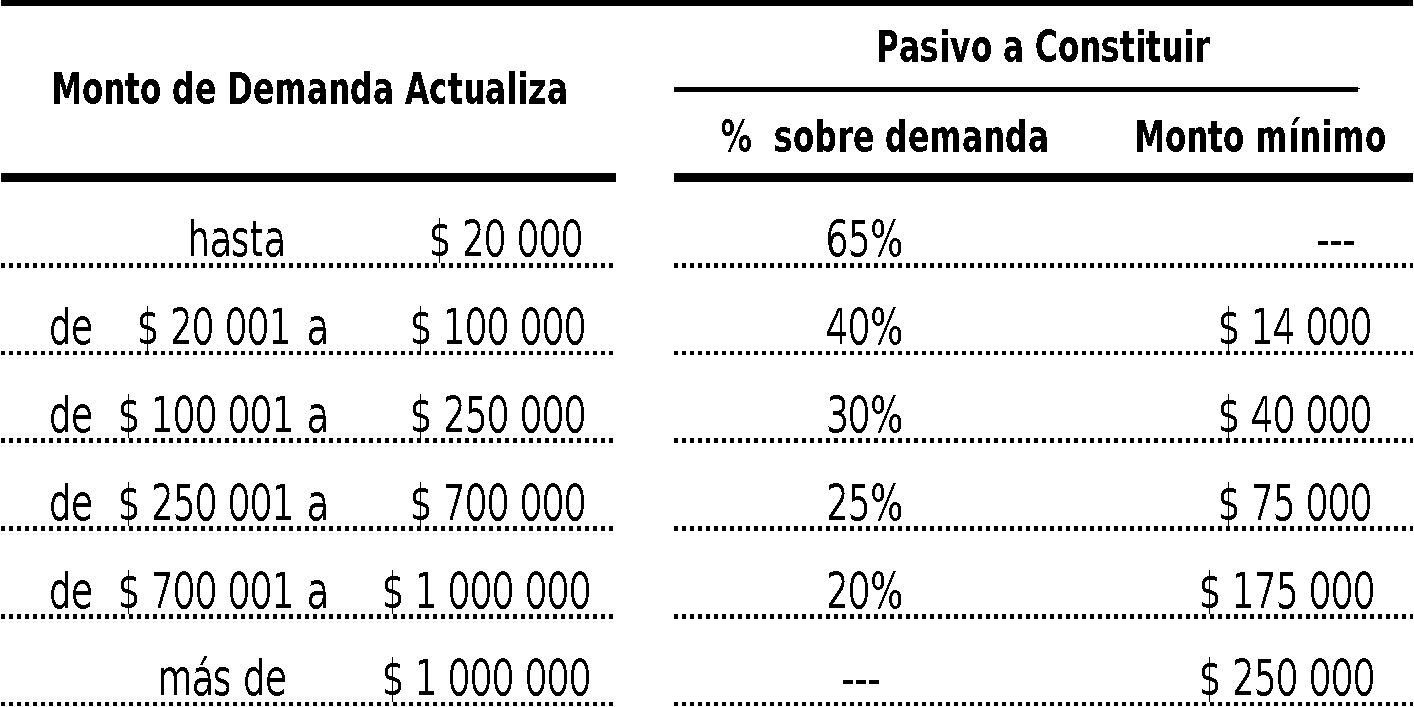 Pasivo a Constituir
Monto de Demanda Actualiza
% sobre demanda Monto mínimo
hasta $ 20 000 65% ---
de $ 20 001 a $ 100 000 40% $ 14 000
de $ 100 001 a $ 250 000 30% $ 40 000
de $ 250 001 a $ 700 000 25% $ 75 000
de $ 700 001 a $ 1 000 000 20% $ 175 000
más de $ 1 000 000 --- $ 250 000